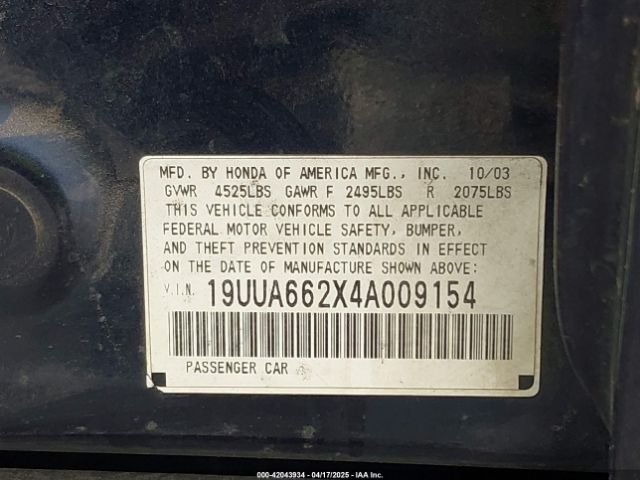 MFD. BY HONDA OF AMERICA MFG., INC. 10/03
GVWR 4525LBS GAWR F 2495LBS R 2075LBS
THIS VEHICLE CONFORMS TO ALL APPLICABLE
FEDERAL MOTOR VEHICLE SAFETY, BUMPER,
AND THEFT PREVENTION STANDARDS IN EFFECT
ON THE DATE OF MANUFACTURE SHOWN ABOVE:
V.I.N. 19UUA662X4A009154
PASSENGER CAR
000-42043934 - 04/17/2025 - IAA Inc.